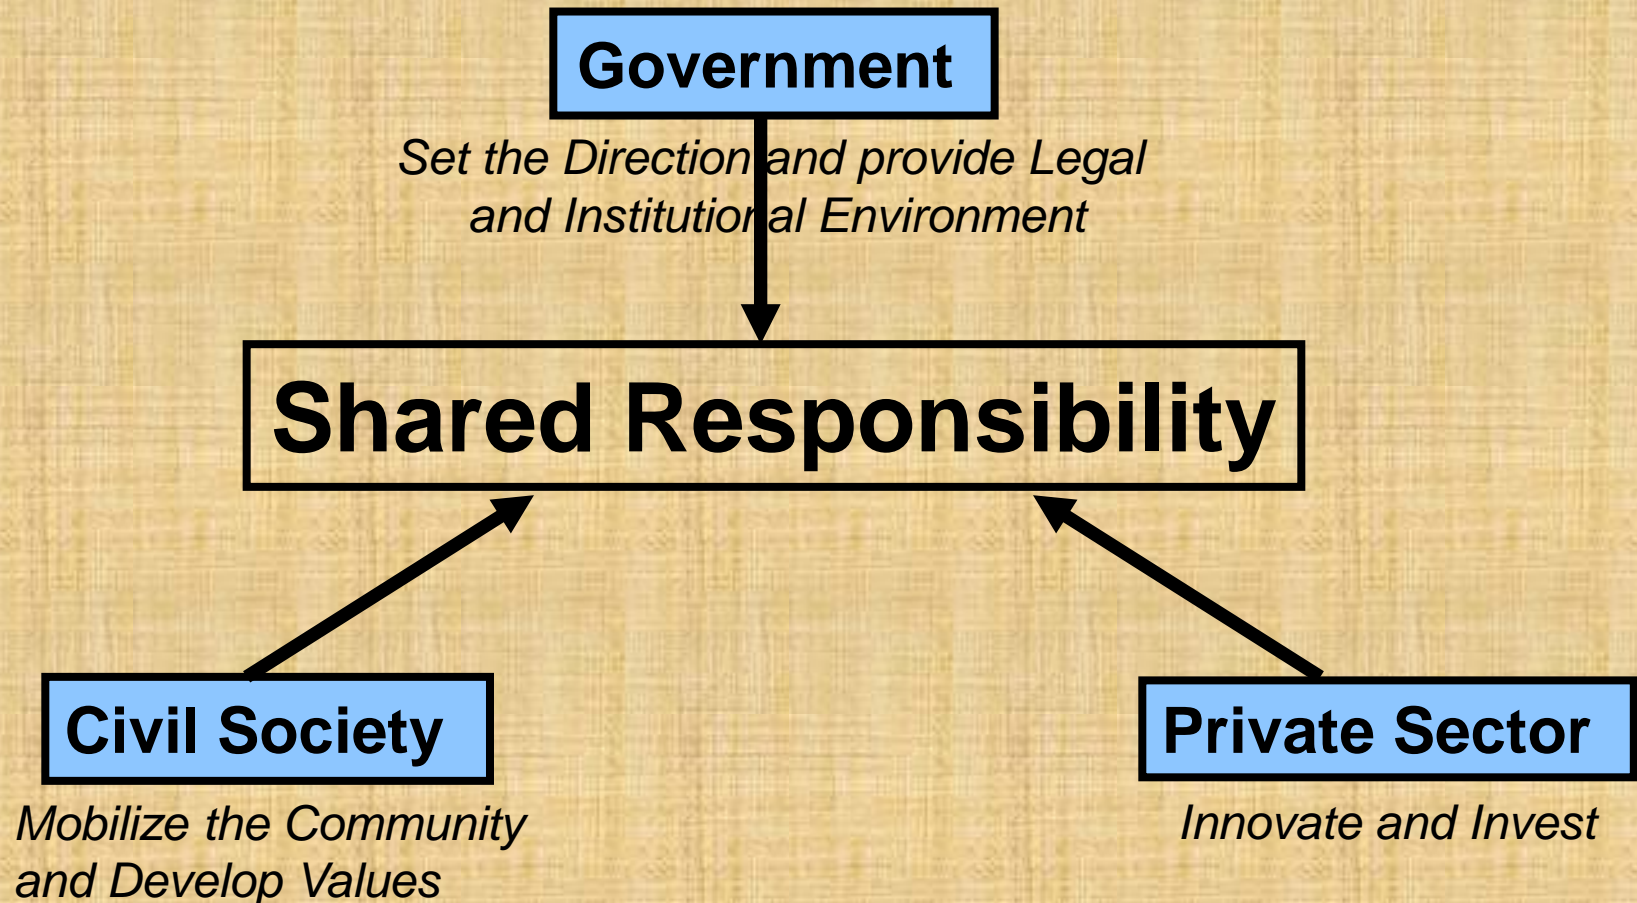 Government
Set the Direction and provide Legal
and Institutional Environment
Shared Responsibility
Civil Society
Mobilize the Community
and Develop Values
Private Sector
Innovate and Invest